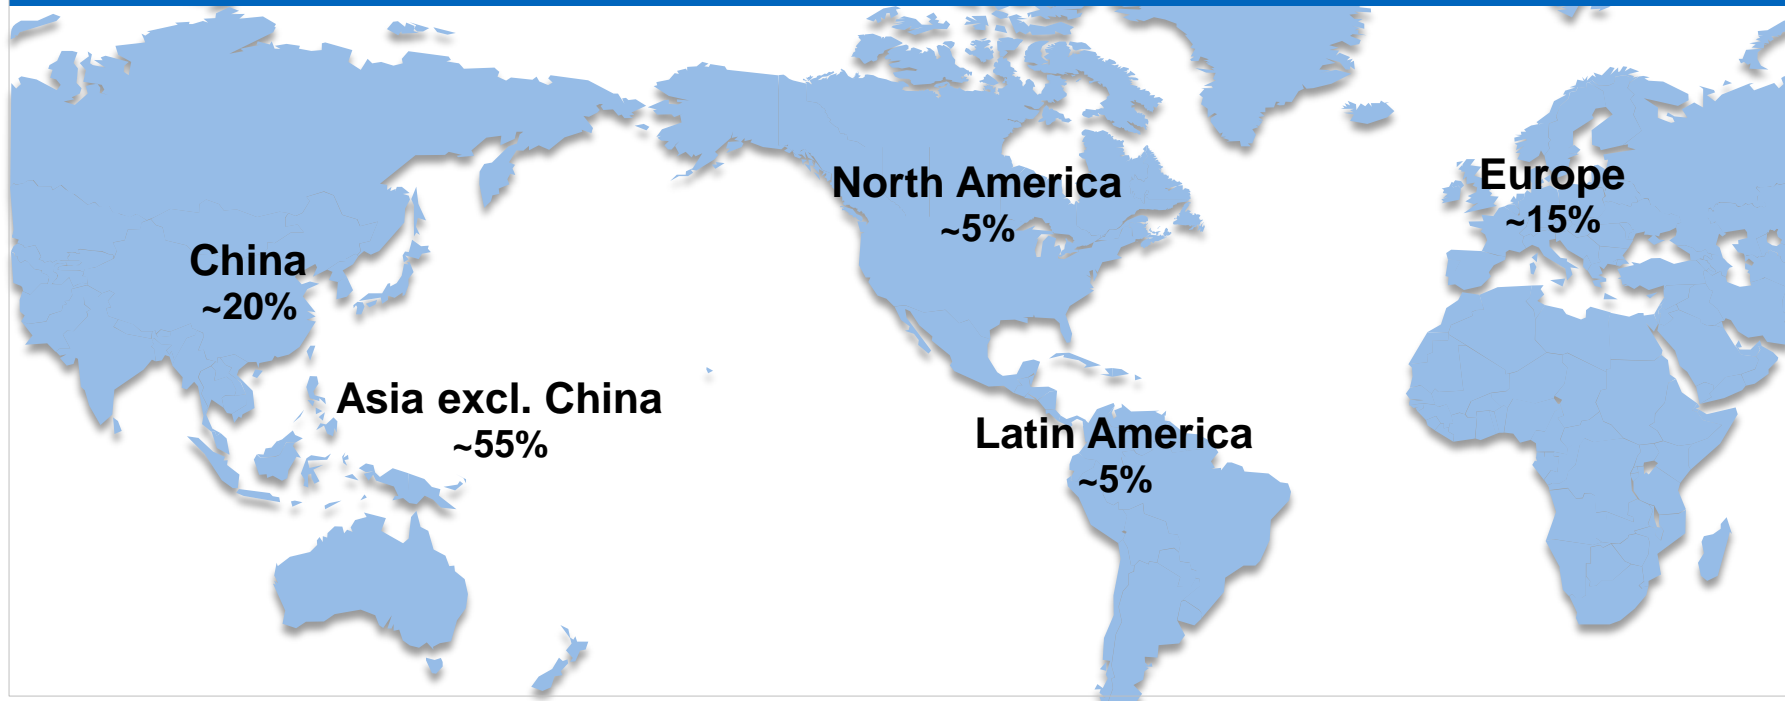 North America
~5%
Europe
~15%
China
~20%
Asia excl. China
~55%
Latin America
~5%